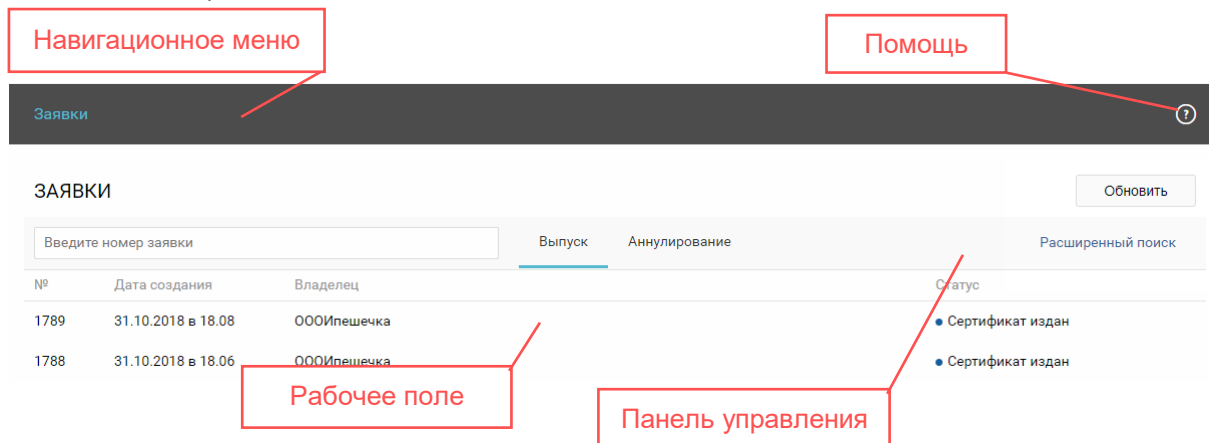 Навигационное меню
Помощь
Заявки
?
ЗАЯВКИ
Обновить
Введите номер заявки
Выпуск
Аннулирование
Расширенный поиск
№ Дата создания Владелец Статус
1789 31.10.2018 в 18.08 ОООИпешечка Сертификат издан
1788 31.10.2018 в 18.06 ОООИпешечка Сертификат издан
Рабочее поле
Панель управления